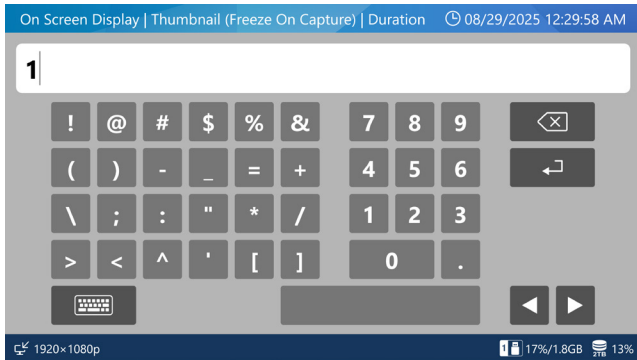 On Screen Display | Thumbnail (Freeze On Capture) | Duration 08/29/2025 12:29:58 AM
1
! @ # $ % & 7 8 9
( ) - _ = + 4 5 6
\ ; : " * / 1 2 3
> < ^ ' [ ] 0 .
1920×1080p 1 17%/1.8GB 2TB 13%